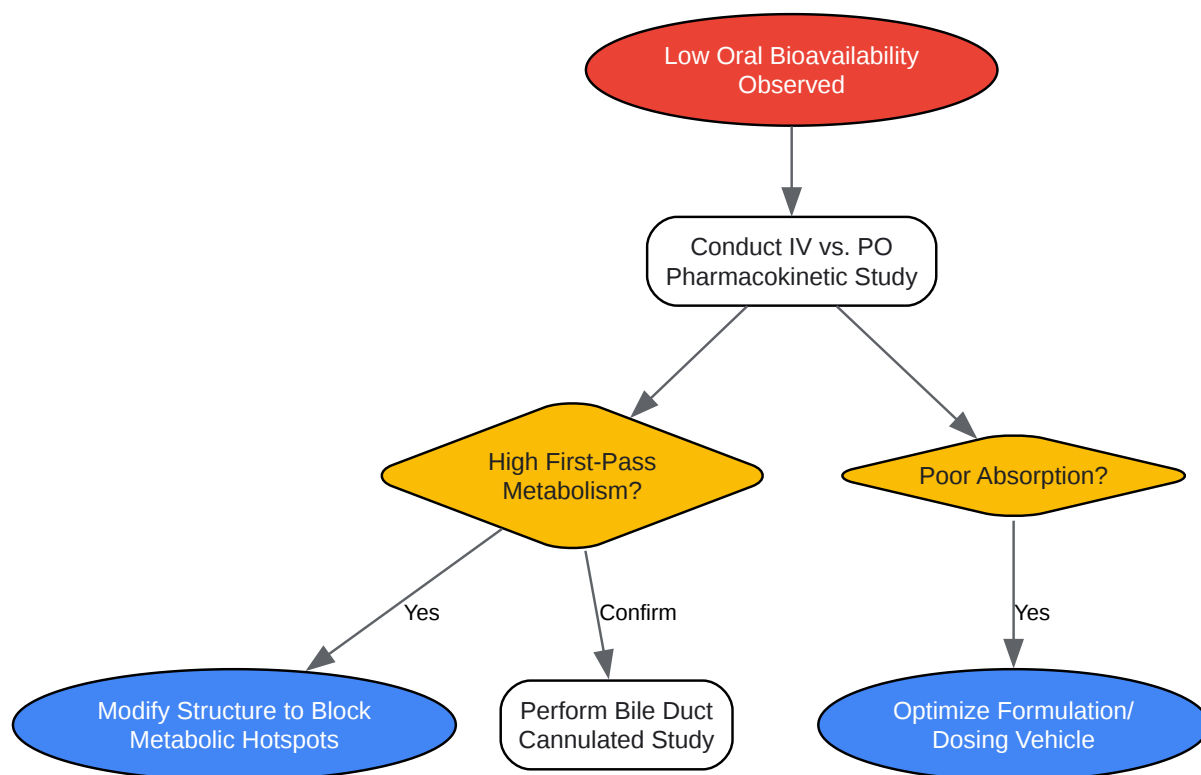 Low Oral Bioavailability
Observed
Conduct IV vs. PO
Pharmacokinetic Study
High First-Pass
Metabolism?
Poor Absorption?
Yes
Confirm
Yes
Modify Structure to Block
Metabolic Hotspots
Perform Bile Duct
Cannulated Study
Optimize Formulation/
Dosing Vehicle